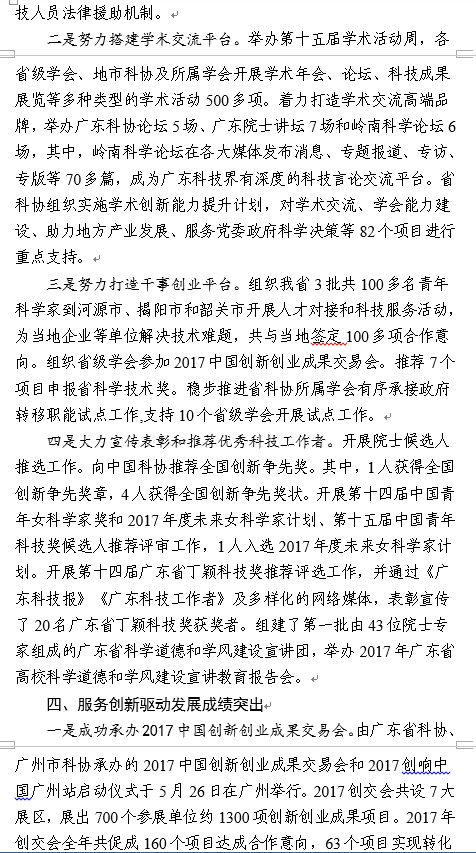 技人员法律援助机制。
二是努力搭建学术交流平台。举办第十五届学术活动周，各
省级学会、地市科协及所属学会开展学术年会、论坛、科技成果
展览等多种类型的学术活动500多项。着力打造学术交流高端品
牌，举办广东科协论坛5场、广东院士讲坛7场和岭南科学论坛6
场，其中，岭南科学论坛在各大媒体发布消息、专题报道、专访、
专版等70多篇，成为广东科技界有深度的科技言论交流平台。省
科协组织实施学术创新能力提升计划，对学术交流、学会能力建
设、助力地方产业发展、服务党委政府科学决策等82个项目进行
重点支持。
三是努力打造干事创业平台。组织我省3批共100多名青年
科学家到河源市、揭阳市和韶关市开展人才对接和科技服务活动，
为当地企业等单位解决技术难题，共与当地签定100多项合作意
向。组织省级学会参加2017中国创新创业成果交易会。推荐7个
项目申报省科学技术奖。稳步推进省科协所属学会有序承接政府
转移职能试点工作,支持10个省级学会开展试点工作。
四是大力宣传表彰和推荐优秀科技工作者。开展院士候选人
推选工作。向中国科协推荐全国创新争先奖。其中，1人获得全国
创新争先奖章，4人获得全国创新争先奖状。开展第十四届中国青
年女科学家奖和2017年度未来女科学家计划、第十五届中国青年
科技奖候选人推荐评审工作，1人入选2017年度未来女科学家计
划。开展第十四届广东省丁颖科技奖推荐评选工作，并通过《广
东科技报》《广东科技工作者》及多样化的网络媒体，表彰宣传
了20名广东省丁颖科技奖获奖者。组建了第一批由43位院士专
家组成的广东省科学道德和学风建设宣讲团，举办2017年广东省
高校科学道德和学风建设宣讲教育报告会。
四、服务创新驱动发展成绩突出
一是成功承办2017中国创新创业成果交易会。由广东省科协、
广州市科协承办的2017中国创新创业成果交易会和2017创响中
国广州站启动仪式于5月26日在广州举行。2017创交会共设7大
展区，展出700个参展单位约1300项创新创业成果项目。2017年
创交会全年共促成160个项目达成合作意向，63个项目实现转化